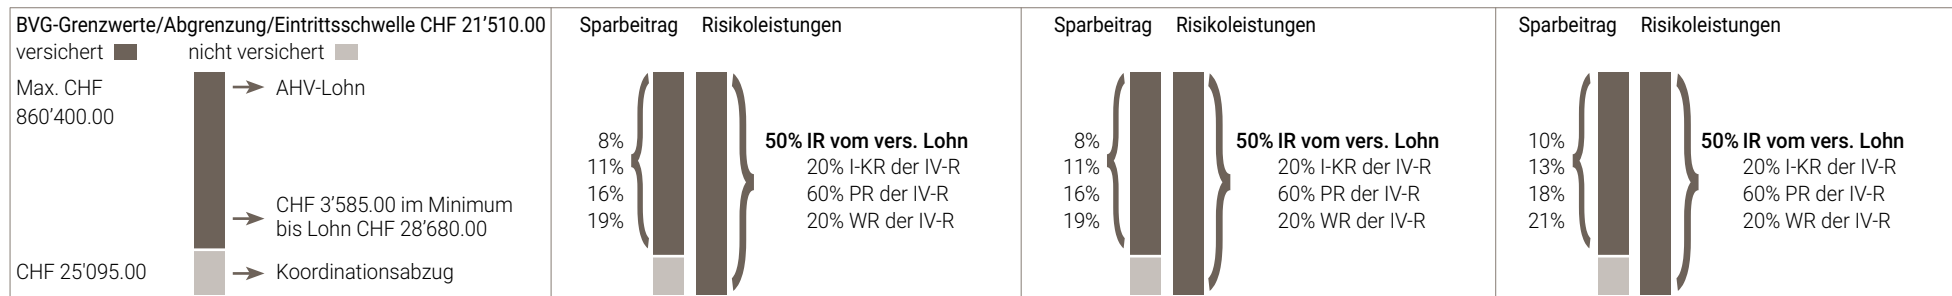 BVG-Grenzwerte/Abgrenzung/Eintrittsschwelle CHF 21’510.00
versichert nicht versichert
Max. CHF
860’400.00
AHV-Lohn
CHF 3’585.00 im Minimum
bis Lohn CHF 28’680.00
CHF 25'095.00
Koordinationsabzug
Sparbeitrag Risikoleistungen
8% 50% IR vom vers. Lohn
11% 20% I-KR der IV-R
16% 60% PR der IV-R
19% 20% WR der IV-R
Sparbeitrag Risikoleistungen
8% 50% IR vom vers. Lohn
11% 20% I-KR der IV-R
16% 60% PR der IV-R
19% 20% WR der IV-R
Sparbeitrag Risikoleistungen
10% 50% IR vom vers. Lohn
13% 20% I-KR der IV-R
18% 60% PR der IV-R
21% 20% WR der IV-R